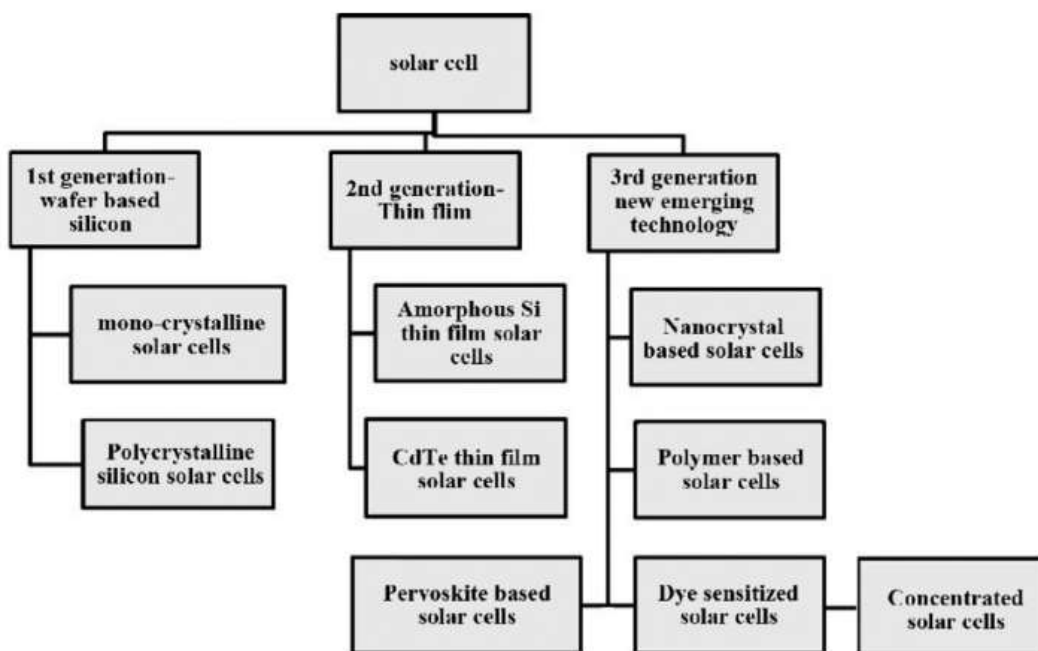 solar cell
1st generation-
wafer based
silicon
2nd generation-
Thin flim
3rd generation
new emerging
technology
mono-crystalline
solar cells
Amorphous Si
thin film solar
cells
Nanocrystal
based solar cells
Polycrystalline
silicon solar cells
CdTe thin film
solar cells
Polymer based
solar cells
Pervoskite based
solar cells
Dye sensitized
solar cells
Concentrated
solar cells